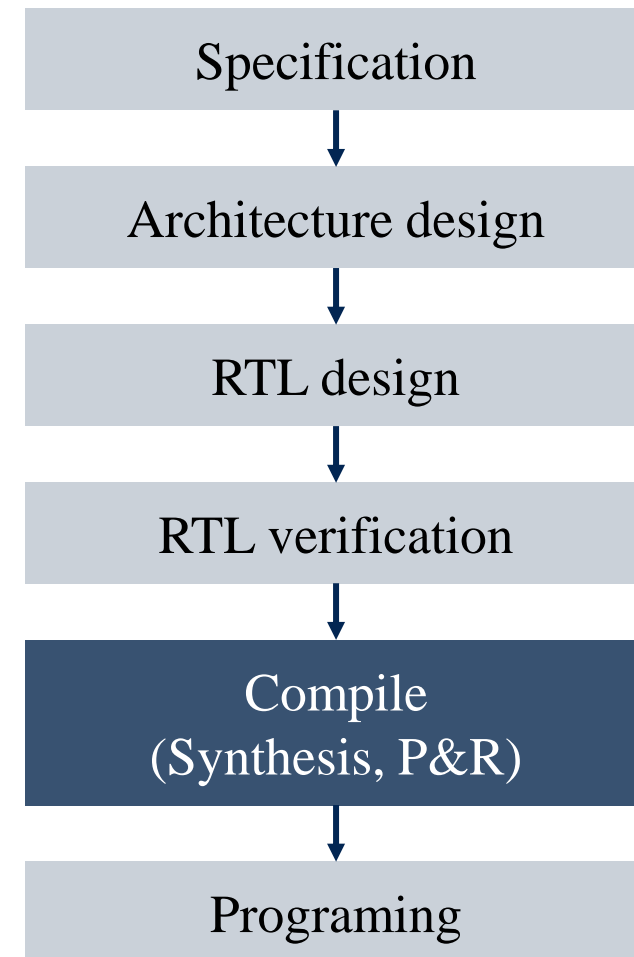 Specification
Architecture design
RTL design
RTL verification
Compile
(Synthesis, P&R)
Programing